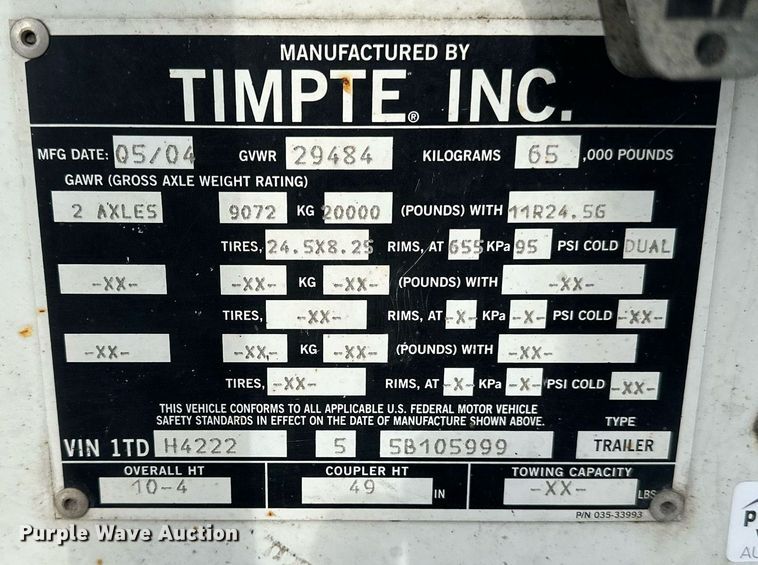 MANUFACTURED BY
TIMPTE® INC.
MFG DATE: 05/04 GVWR 29484 KILOGRAMS 65 ,000 POUNDS
GAWR (GROSS AXLE WEIGHT RATING)
2 AXLES 9072 KG 20000 (POUNDS) WITH 11R24.5G
TIRES, 24.5X8.25 RIMS, AT 655 KPa 95 PSI COLD DUAL
-XX- -XX- KG -XX- (POUNDS) WITH -XX-
TIRES, -XX- RIMS, AT -X- KPa -X- PSI COLD -XX-
-XX- -XX- KG -XX- (POUNDS) WITH -XX-
TIRES, -XX- RIMS, AT -X- KPa -X- PSI COLD -XX-
THIS VEHICLE CONFORMS TO ALL APPLICABLE U.S. FEDERAL MOTOR VEHICLE
SAFETY STANDARDS IN EFFECT ON THE DATE OF MANUFACTURE SHOWN ABOVE. TYPE
VIN 1TD H4222 5 5B105999 TRAILER
OVERALL HT COUPLER HT TOWING CAPACITY
10-4 49 IN -XX- LBS
P/N 035-33993
Purple Wave Auction